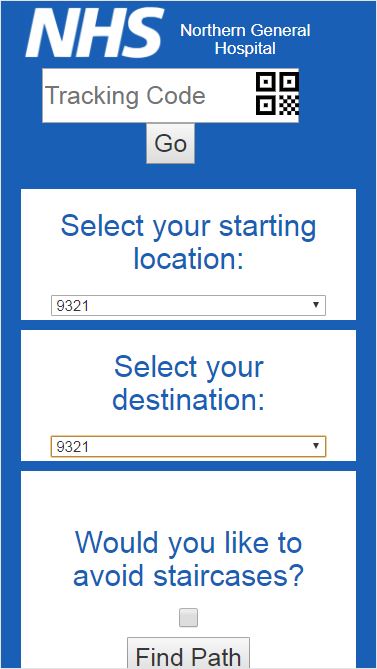 NHS
Northern General
Hospital
Tracking Code
Go
Select your starting
location:
9321
Select your
destination:
9321
Would you like to
avoid staircases?
Find Path